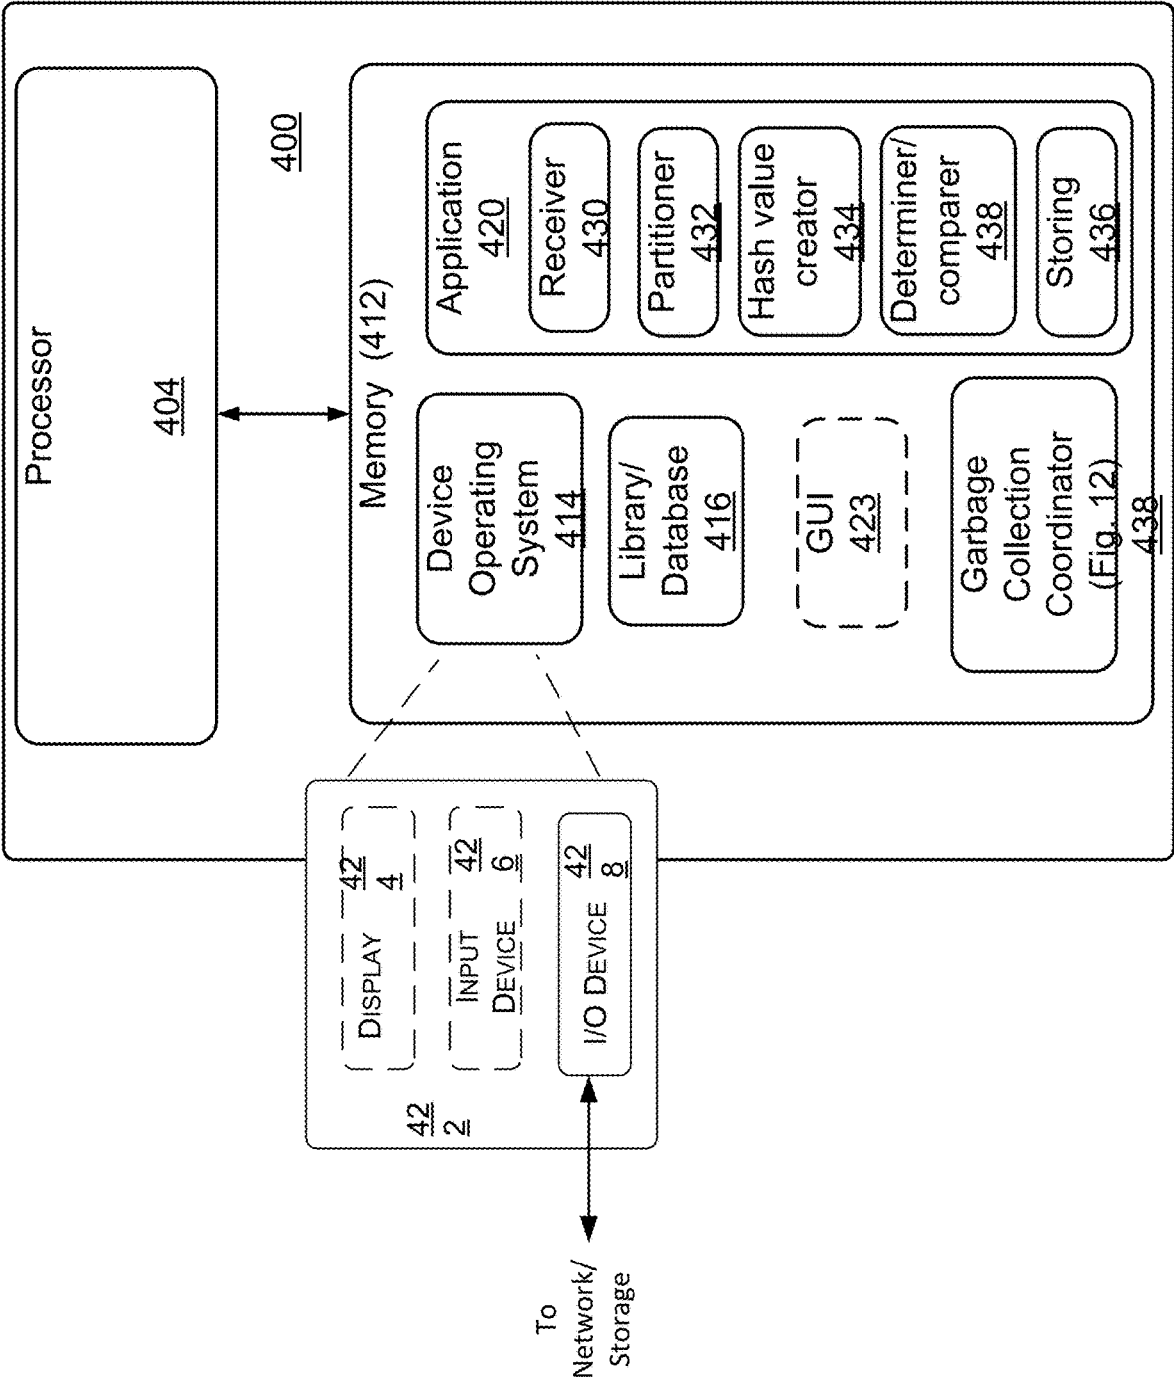 Processor
404
400
Memory (412)
Device
Operating
System
414
Library/
Database
416
GUI
423
Garbage
Collection
Coordinator
(Fig. 12)
438
Application
420
Receiver
430
Partitioner
432
Hash value
creator
434
Determiner/
comparer
438
Storing
436
42
2
DISPLAY
42
4
INPUT
DEVICE
42
6
I/O DEVICE
42
8
To
Network/
Storage